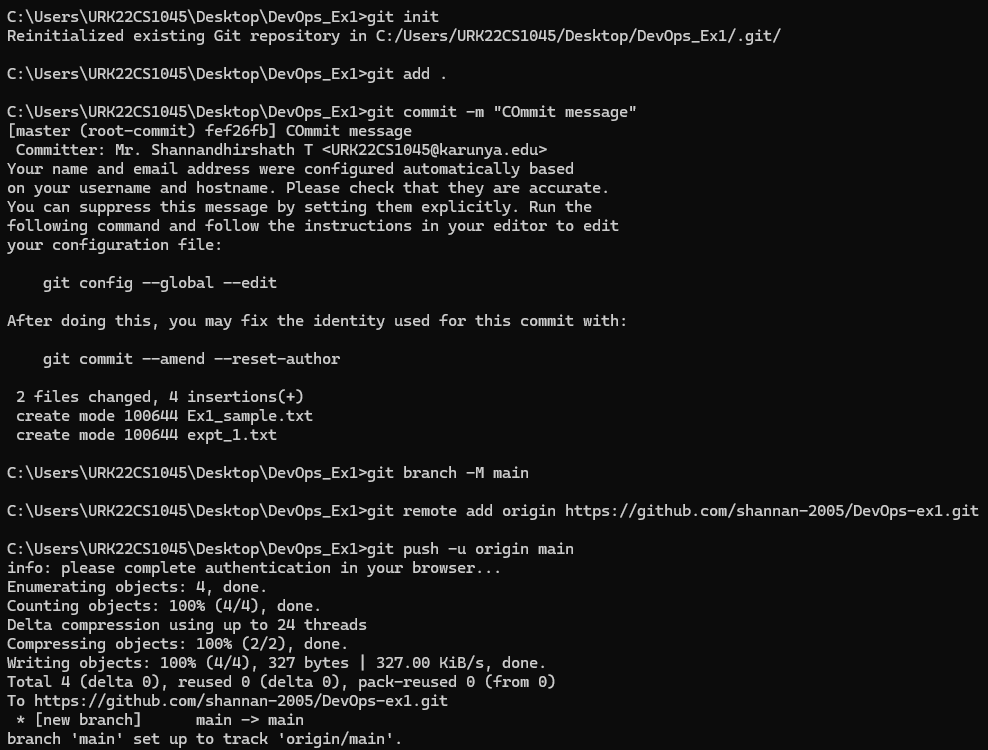 C:\Users\URK22CS1045\Desktop\DevOps_Ex1>git init
Reinitialized existing Git repository in C:/Users/URK22CS1045/Desktop/DevOps_Ex1/.git/
C:\Users\URK22CS1045\Desktop\DevOps_Ex1>git add .
C:\Users\URK22CS1045\Desktop\DevOps_Ex1>git commit -m "COmmit message"
[master (root-commit) fef26fb] COmmit message
 Committer: Mr. Shannandhirshath T <URK22CS1045@karunya.edu>
Your name and email address were configured automatically based
on your username and hostname. Please check that they are accurate.
You can suppress this message by setting them explicitly. Run the
following command and follow the instructions in your editor to edit
your configuration file:
    git config --global --edit
After doing this, you may fix the identity used for this commit with:
    git commit --amend --reset-author
 2 files changed, 4 insertions(+)
 create mode 100644 Ex1_sample.txt
 create mode 100644 expt_1.txt
C:\Users\URK22CS1045\Desktop\DevOps_Ex1>git branch -M main
C:\Users\URK22CS1045\Desktop\DevOps_Ex1>git remote add origin https://github.com/shannan-2005/DevOps-ex1.git
C:\Users\URK22CS1045\Desktop\DevOps_Ex1>git push -u origin main
info: please complete authentication in your browser...
Enumerating objects: 4, done.
Counting objects: 100% (4/4), done.
Delta compression using up to 24 threads
Compressing objects: 100% (2/2), done.
Writing objects: 100% (4/4), 327 bytes | 327.00 KiB/s, done.
Total 4 (delta 0), reused 0 (delta 0), pack-reused 0 (from 0)
To https://github.com/shannan-2005/DevOps-ex1.git
 * [new branch]      main -> main
branch 'main' set up to track 'origin/main'.